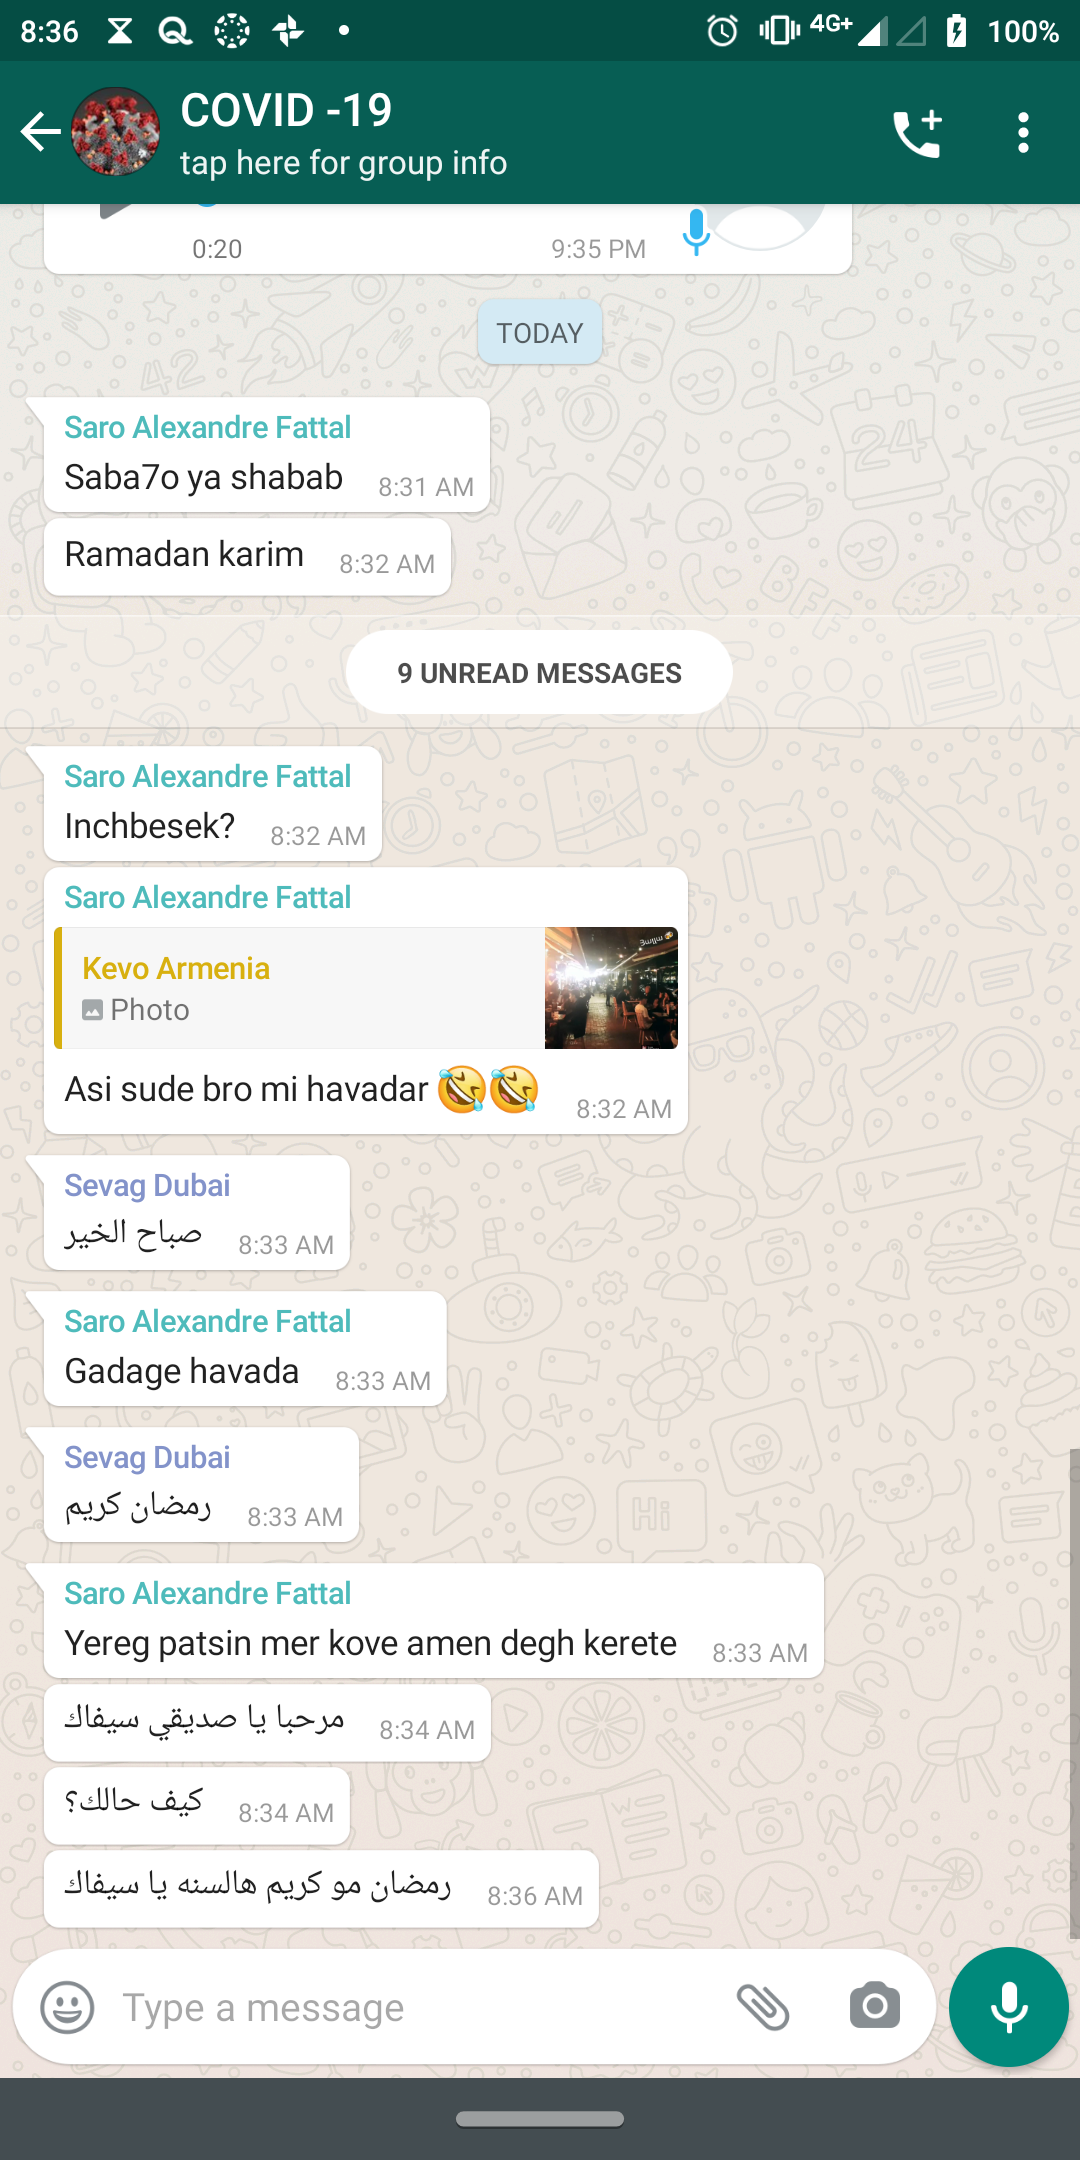 8:36
4G+
100%
COVID -19
tap here for group info
0:20
9:35 PM
TODAY
Saro Alexandre Fattal
Saba7o ya shabab
8:31 AM
Ramadan karim
8:32 AM
9 UNREAD MESSAGES
Saro Alexandre Fattal
Inchbesek?
8:32 AM
Saro Alexandre Fattal
Kevo Armenia
Photo
Asi sude bro mi havadar 🤣🤣
8:32 AM
Sevag Dubai
صباح الخير
8:33 AM
Saro Alexandre Fattal
Gadage havada
8:33 AM
Sevag Dubai
رمضان كريم
8:33 AM
Saro Alexandre Fattal
Yereg patsin mer kove amen degh kerete
8:33 AM
مرحبا يا صديقي سيفاك
8:34 AM
كيف حالك؟
8:34 AM
رمضان مو كريم هالسنه يا سيفاك
8:36 AM
Type a message